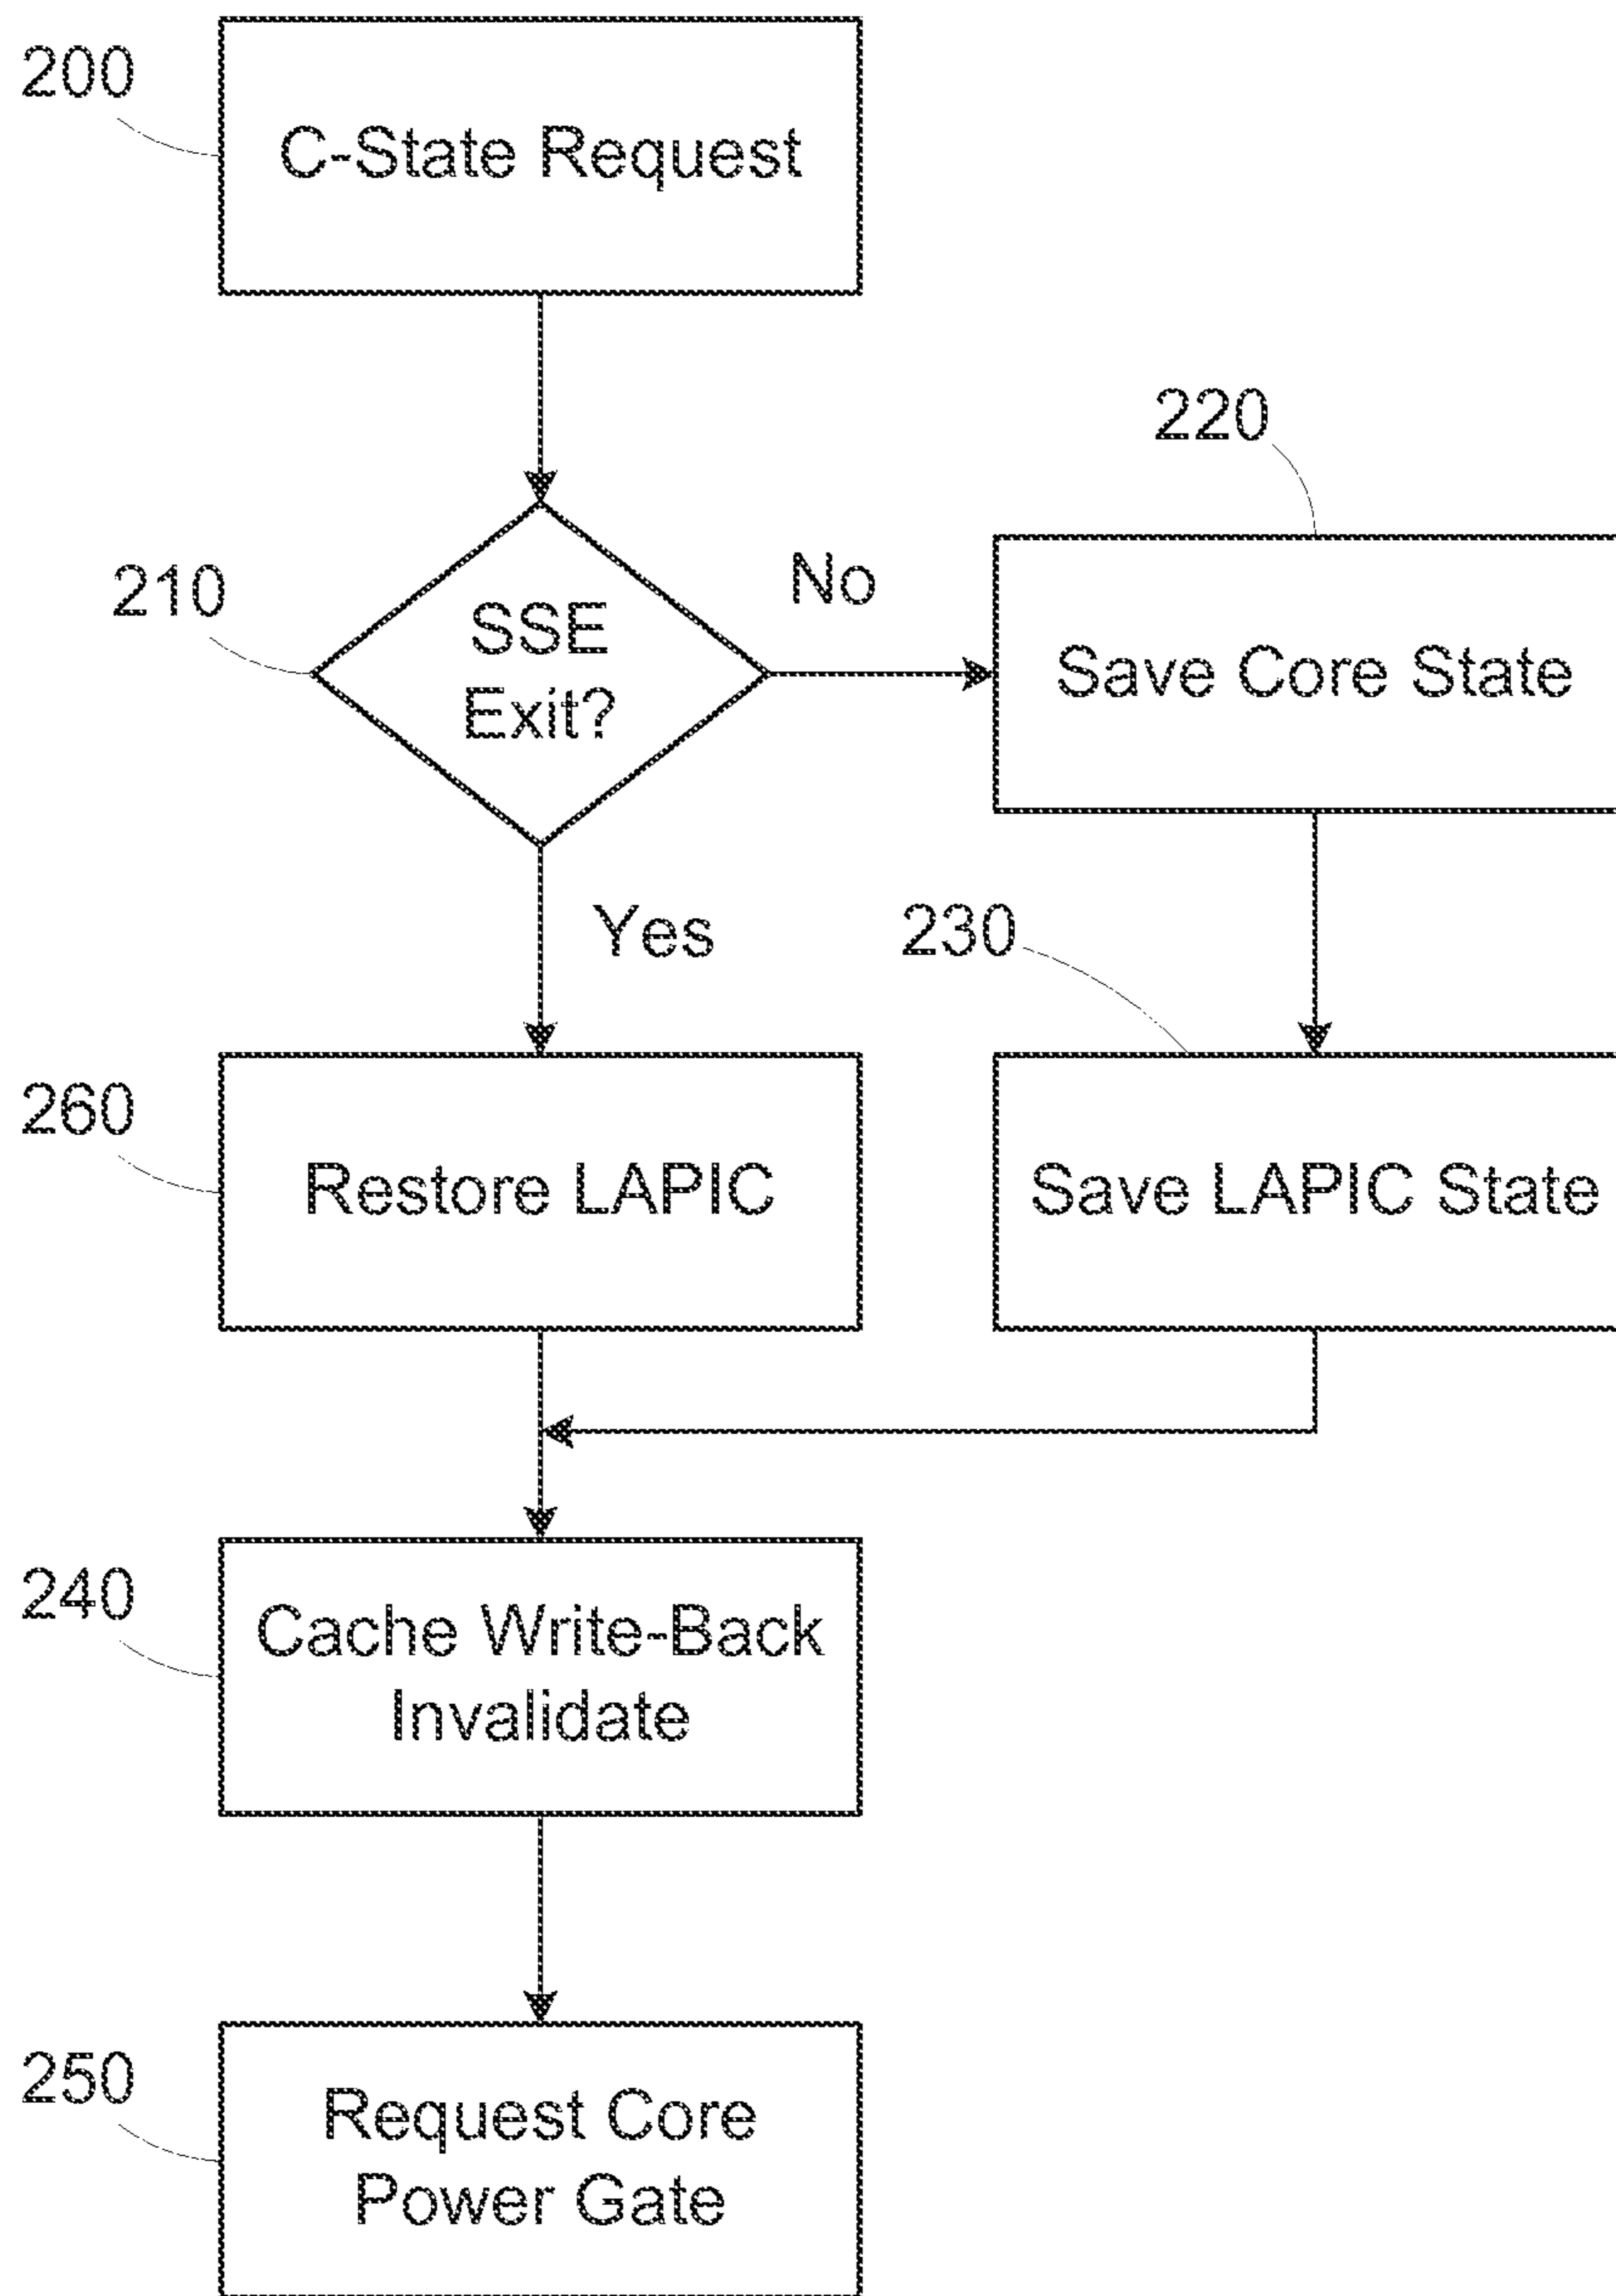 200
C-State Request
220
210
SSE
Exit?
No
Save Core State
Yes
230
260
Restore LAPIC
Save LAPIC State
240
Cache Write-Back
Invalidate
250
Request Core
Power Gate